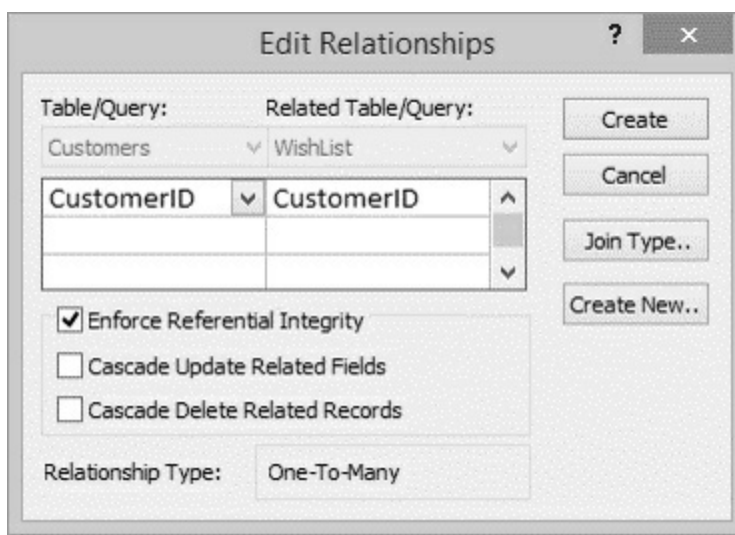 Edit Relationships ?
Table/Query: Related Table/Query:
Customers WishList
CustomerID CustomerID
Enforce Referential Integrity
Cascade Update Related Fields
Cascade Delete Related Records
Relationship Type: One-To-Many
Create
Cancel
Join Type..
Create New..